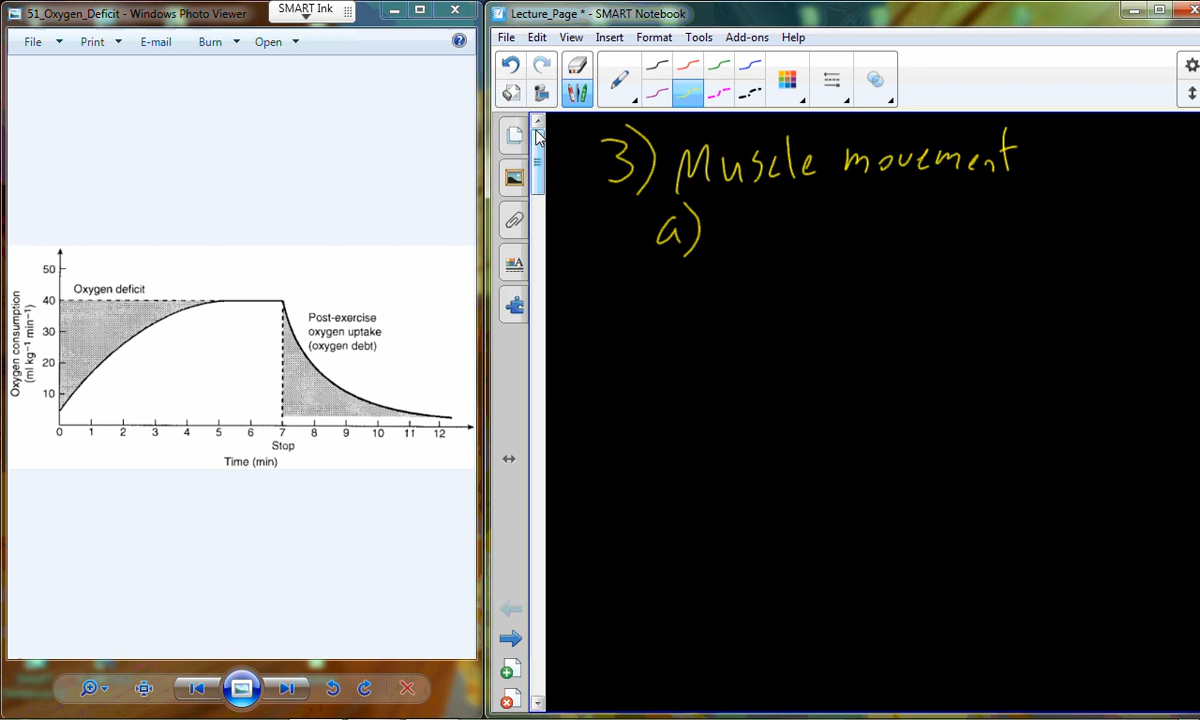 51_Oxygen_Deficit - Windows Photo Viewer
SMART Ink
File Print E-mail Burn Open
50
Oxygen deficit
40
30
20
10
Oxygen consumption
(ml kg⁻¹ min⁻¹)
Post-exercise
oxygen uptake
(oxygen debt)
0 1 2 3 4 5 6 7 8 9 10 11 12
Stop
Time (min)
Lecture_Page * - SMART Notebook
File Edit View Insert Format Tools Add-ons Help
3) Muscle movement
a)